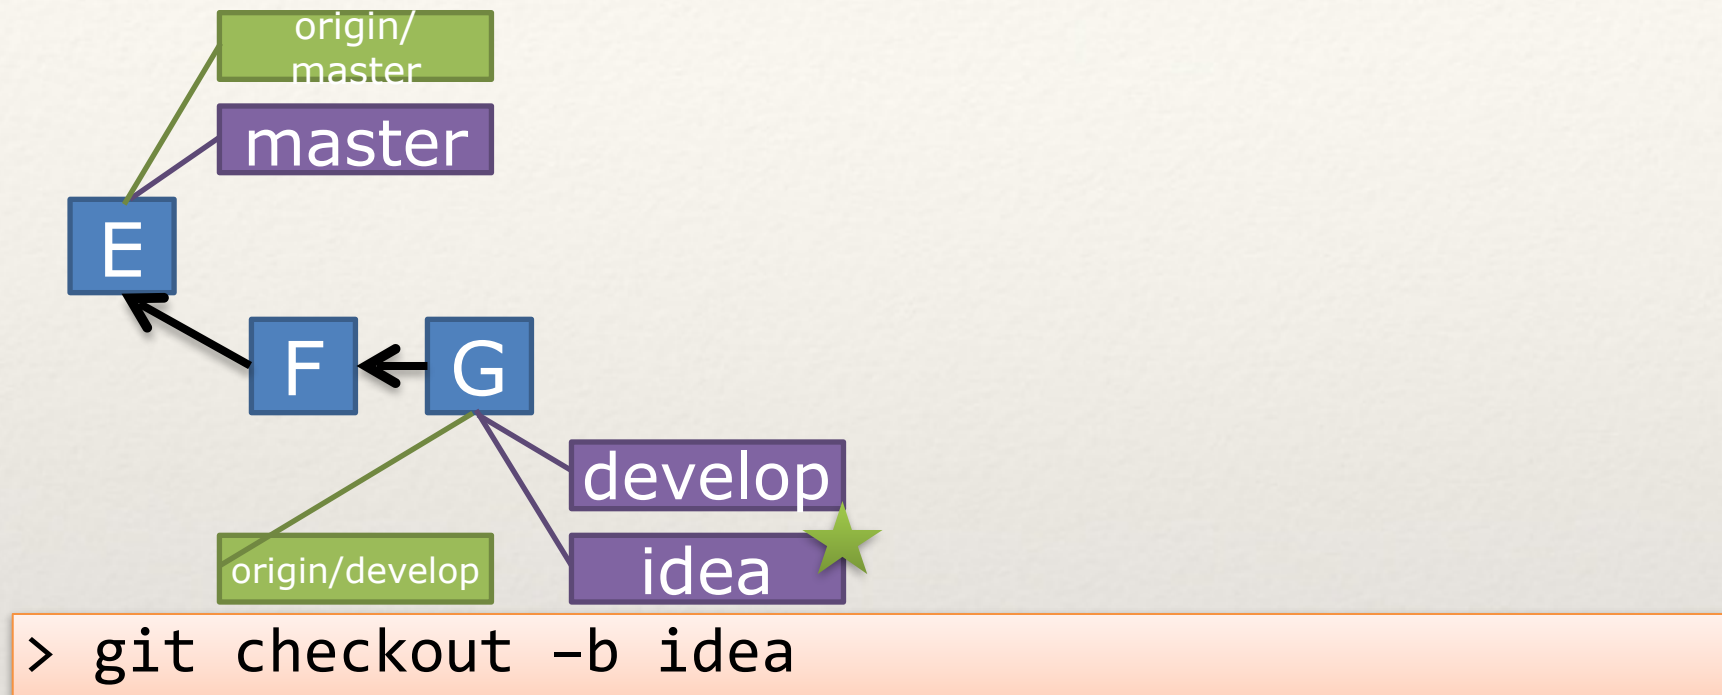 origin/
master
master
E
F
G
develop
origin/develop
idea
> git checkout –b idea